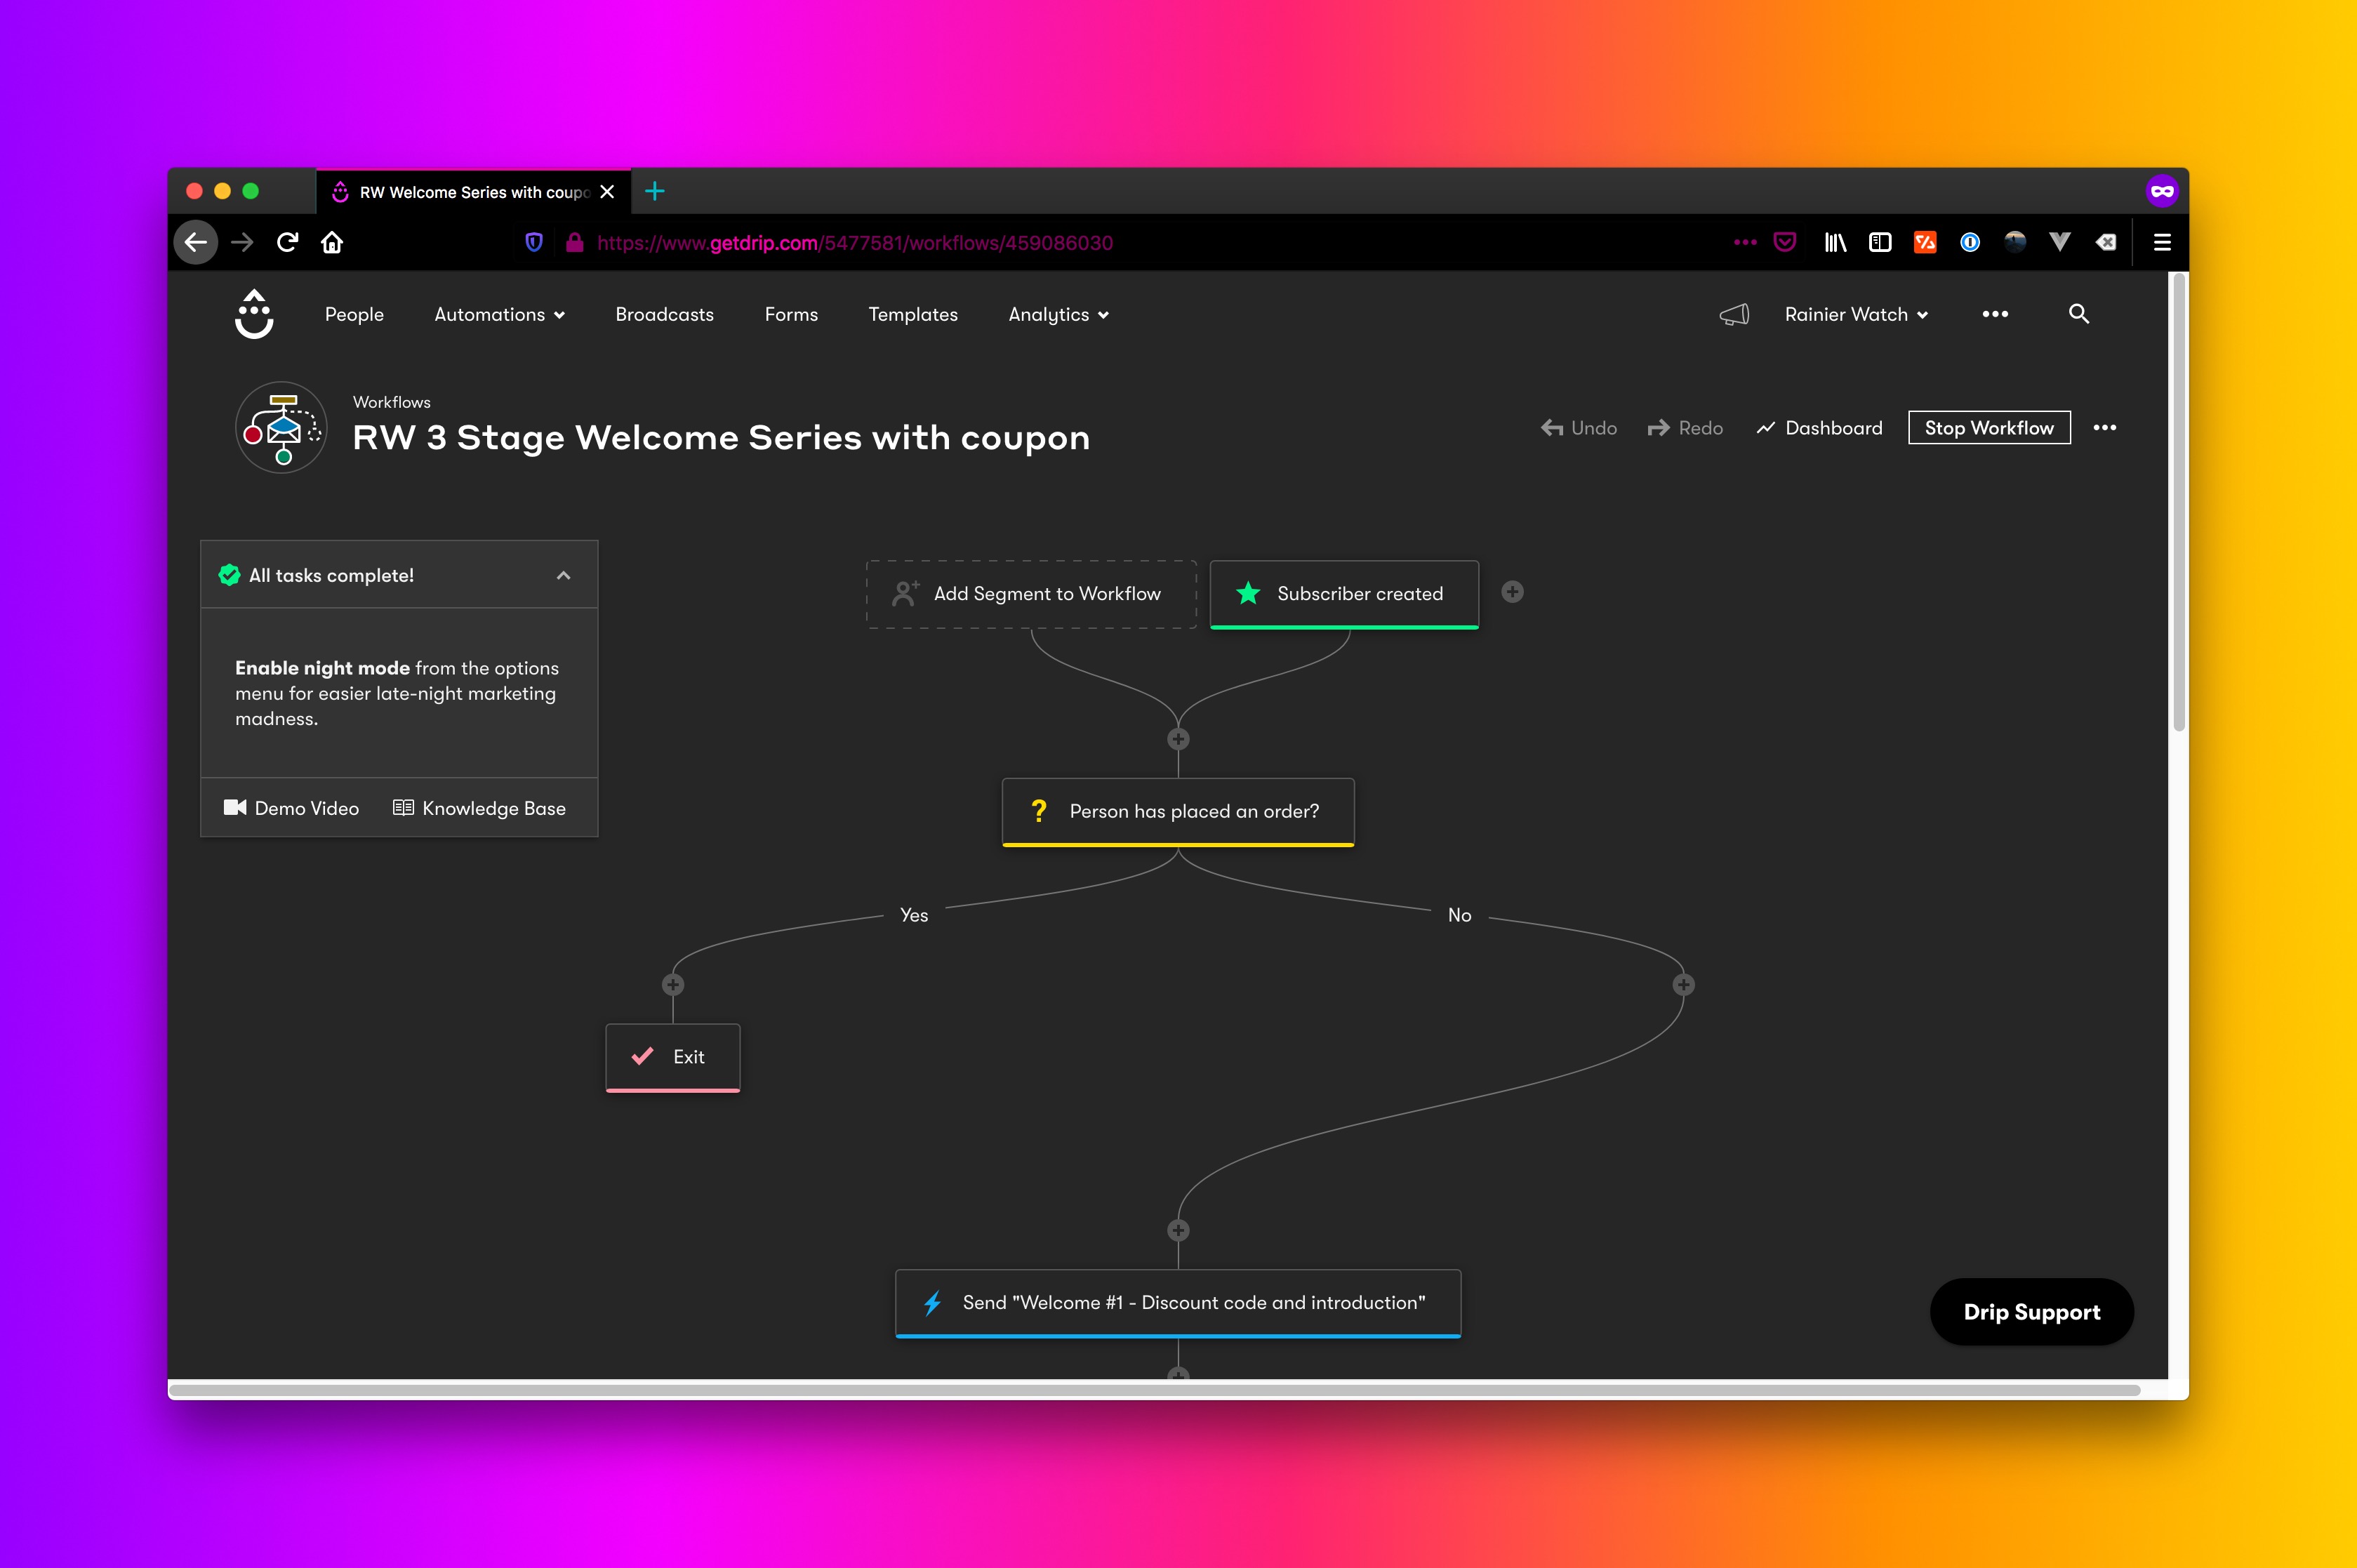 RW Welcome Series with coupo
https://www.getdrip.com/5477581/workflows/459086030
People
Automations
Broadcasts
Forms
Templates
Analytics
Rainier Watch
Workflows
RW 3 Stage Welcome Series with coupon
Undo
Redo
Dashboard
Stop Workflow
All tasks complete!
Enable night mode from the options
menu for easier late-night marketing
madness.
Demo Video
Knowledge Base
Add Segment to Workflow
Subscriber created
Person has placed an order?
Yes
No
Exit
Send "Welcome #1 - Discount code and introduction"
Drip Support